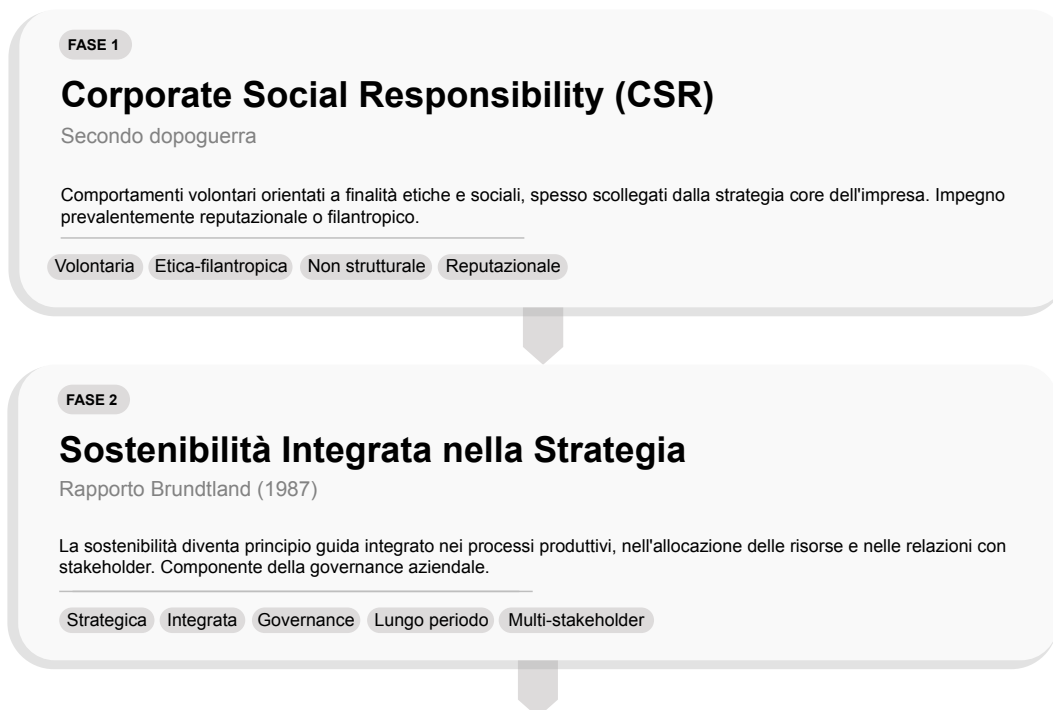 FASE 1
Corporate Social Responsibility (CSR)
Secondo dopoguerra
Comportamenti volontari orientati a finalità etiche e sociali, spesso scollegati dalla strategia core dell'impresa. Impegno
prevalentemente reputazionale o filantropico.
Volontaria Etica-filantropica Non strutturale Reputazionale
FASE 2
Sostenibilità Integrata nella Strategia
Rapporto Brundtland (1987)
La sostenibilità diventa principio guida integrato nei processi produttivi, nell'allocazione delle risorse e nelle relazioni con
stakeholder. Componente della governance aziendale.
Strategica Integrata Governance Lungo periodo Multi-stakeholder